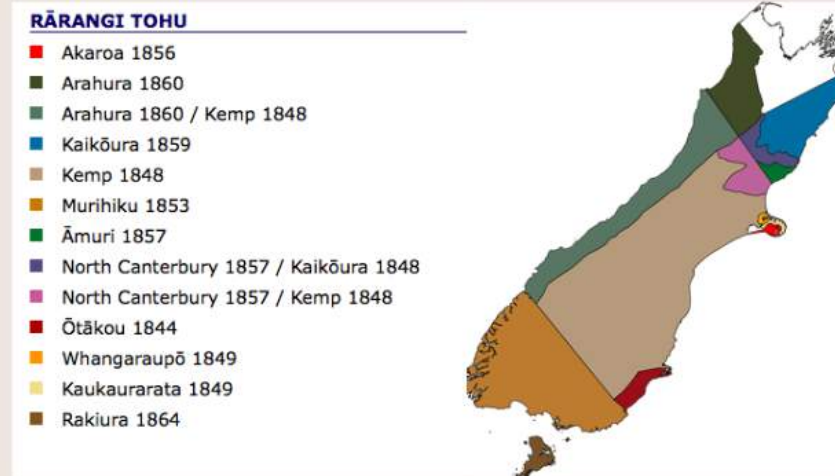 RĀRANGI TOHU
Akaroa 1856
Arahura 1860
Arahura 1860 / Kemp 1848
Kaikōura 1859
Kemp 1848
Murihiku 1853
Āmuri 1857
North Canterbury 1857 / Kaikōura 1848
North Canterbury 1857 / Kemp 1848
Ōtākou 1844
Whangaraupō 1849
Kaukaurarata 1849
Rakiura 1864